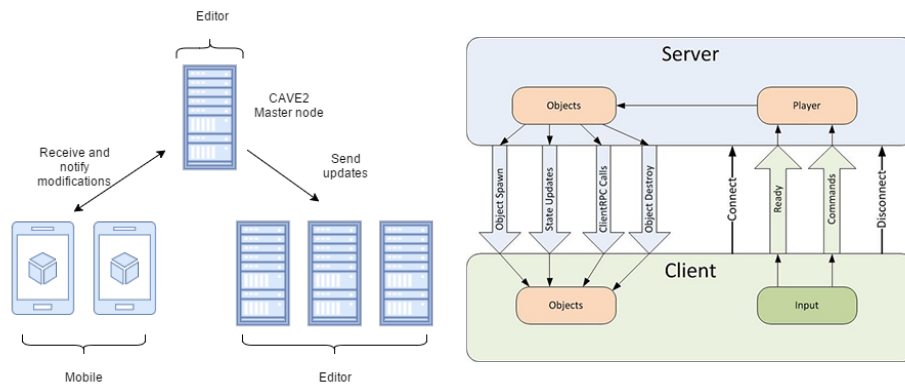 Editor
CAVE2
Master node
Receive and
notify
modifications
Send
updates
Mobile
Editor
Server
Objects
Player
Object Spawn
State Updates
ClientRPC Calls
Object Destroy
Connect
Ready
Commands
Disconnect
Client
Objects
Input